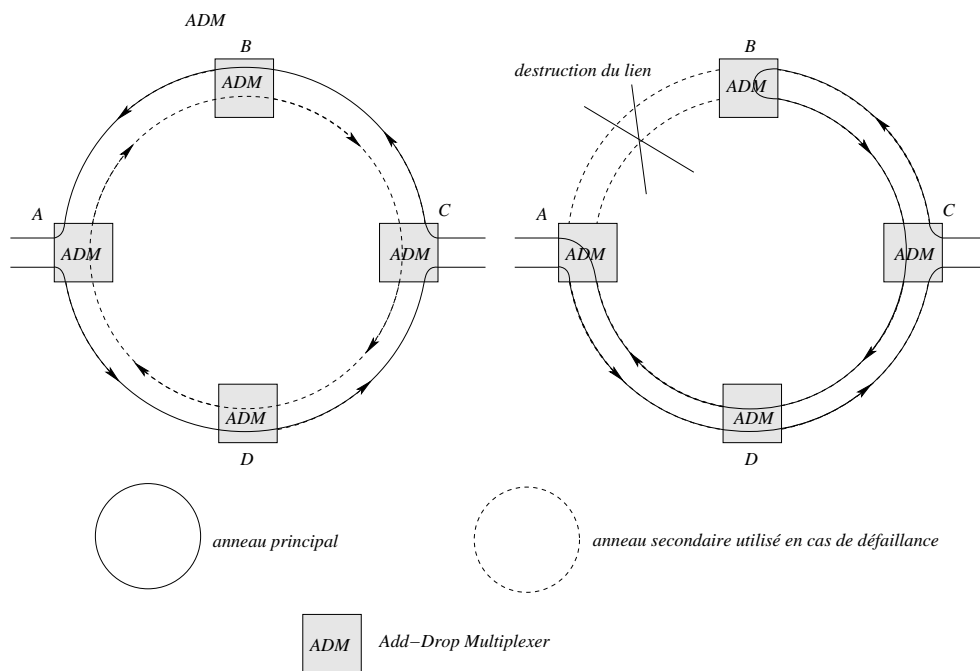 ADM
B
ADM
A
ADM
C
ADM
ADM
D
destruction du lien
B
ADM
A
ADM
C
ADM
ADM
D
anneau principal
anneau secondaire utilisé en cas de défaillance
ADM
Add−Drop Multiplexer